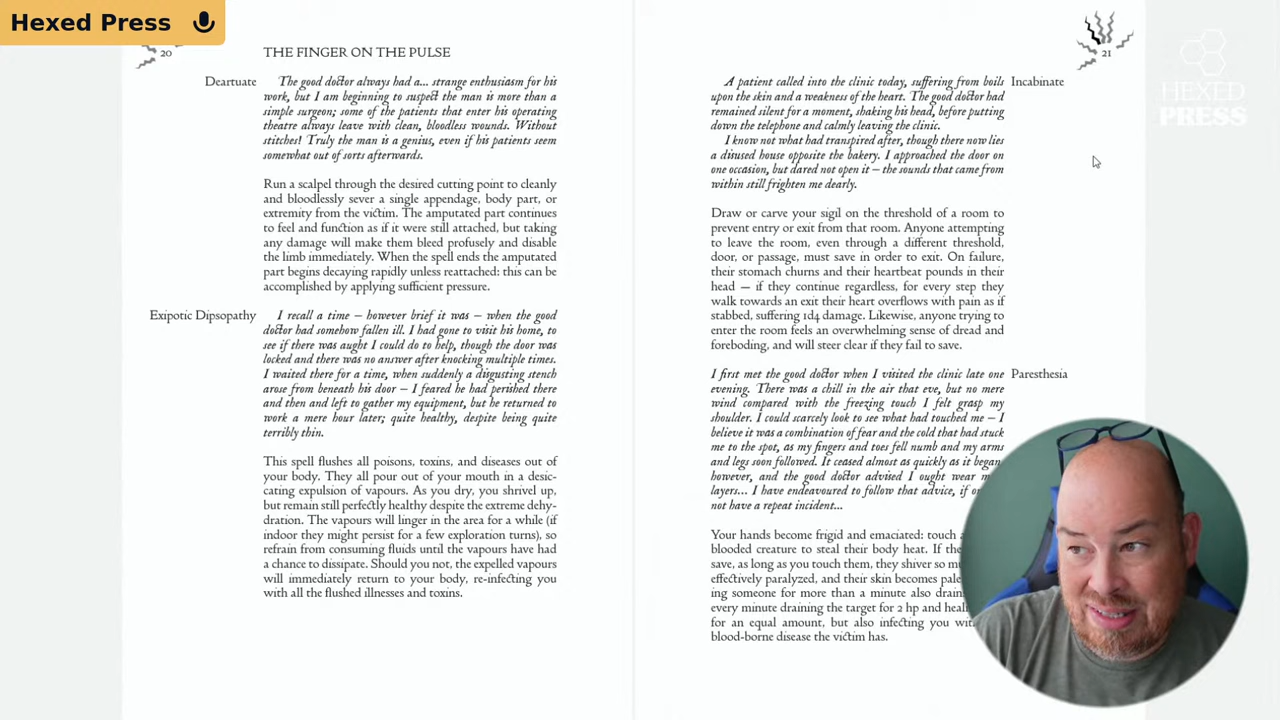 Hexed Press
20
THE FINGER ON THE PULSE
Deartuate
The good doctor always had a... strange enthusiasm for his
work, but I am beginning to suspect the man is more than a
simple surgeon; some of the patients that enter his operating
theatre always leave with clean, bloodless wounds. Without
stitches! Truly the man is a genius, even if his patients seem
somewhat out of sorts afterwards.
Run a scalpel through the desired cutting point to cleanly
and bloodlessly sever a single appendage, body part, or
extremity from the victim. The amputated part continues
to feel and function as if it were still attached, but taking
any damage will make them bleed profusely and disable
the limb immediately. When the spell ends the amputated
part begins decaying rapidly unless reattached: this can be
accomplished by applying sufficient pressure.
Exipotic Dipsopathy
I recall a time – however brief it was – when the good
doctor had somehow fallen ill. I had gone to visit his home, to
see if there was aught I could do to help, though the door was
locked and there was no answer after knocking multiple times.
I waited there for a time, when suddenly a disgusting stench
arose from beneath his door – I feared he had perished there
and then and left to gather my equipment, but he returned to
work a mere hour later; quite healthy, despite being quite
terribly thin.
This spell flushes all poisons, toxins, and diseases out of
your body. They all pour out of your mouth in a desic-
cating expulsion of vapours. As you dry, you shrivel up,
but remain still perfectly healthy despite the extreme dehy-
dration. The vapours will linger in the area for a while (if
indoor they might persist for a few exploration turns), so
refrain from consuming fluids until the vapours have had
a chance to dissipate. Should you not, the expelled vapours
will immediately return to your body, re-infecting you
with all the flushed illnesses and toxins.
21
A patient called into the clinic today, suffering from boils
upon the skin and a weakness of the heart. The good doctor had
remained silent for a moment, shaking his head, before putting
down the telephone and calmly leaving the clinic.
I know not what had transpired after, though there now lies
a disused house opposite the bakery. I approached the door on
one occasion, but dared not open it – the sounds that came from
within still frighten me dearly.
Incabinate
Draw or carve your sigil on the threshold of a room to
prevent entry or exit from that room. Anyone attempting
to leave the room, even through a different threshold,
door, or passage, must save in order to exit. On failure,
their stomach churns and their heartbeat pounds in their
head — if they continue regardless, for every step they
walk towards an exit their heart overflows with pain as if
stabbed, suffering 1d4 damage. Likewise, anyone trying to
enter the room feels an overwhelming sense of dread and
foreboding, and will steer clear if they fail to save.
I first met the good doctor when I visited the clinic late one
evening. There was a chill in the air that eve, but no mere
wind compared with the freezing touch I felt grasp my
shoulder. I could scarcely look to see what had touched me – I
believe it was a combination of fear and the cold that had stuck
me to the spot, as my fingers and toes fell numb and my arms
and legs soon followed. It ceased almost as quickly as it began,
however, and the good doctor advised I ought wear
layers... I have endeavoured to follow that advice, if
not have a repeat incident...
Paresthesia
Your hands become frigid and emaciated: touch
blooded creature to steal their body heat. If the
save, as long as you touch them, they shiver so
effectively paralyzed, and their skin becomes
ing someone for more than a minute also
every minute draining the target for 2 hp and
for an equal amount, but also infecting you
blood-borne disease the victim has.
HEXED
PRESS